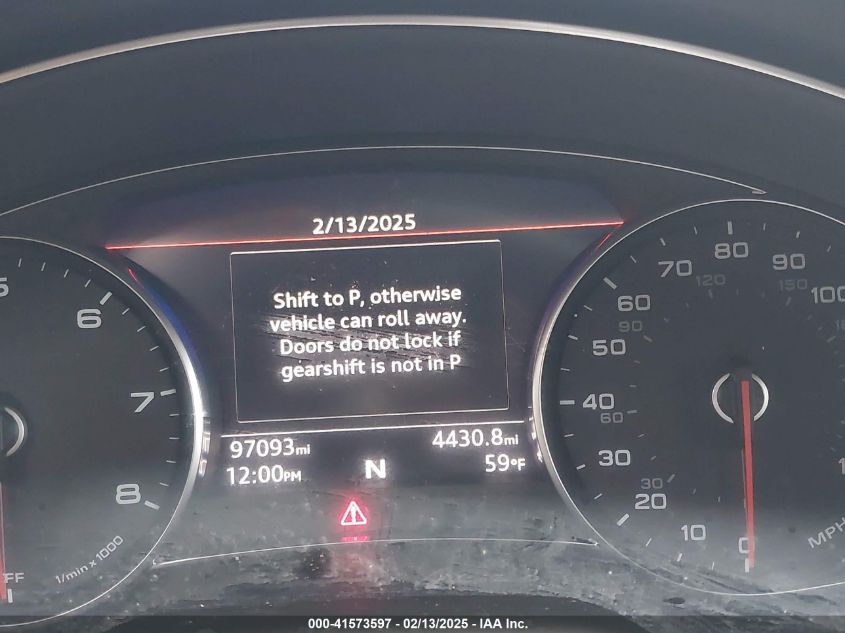 2/13/2025
Shift to P, otherwise
vehicle can roll away.
Doors do not lock if
gearshift is not in P
97093mi 4430.8mi
12:00PM N 59°F
5
6
7
8
1/min x 1000
FF
0
10
20
30
40
50
60
70
80
90
100
30
60
90
120
150
MPH
000-41573597 - 02/13/2025 - IAA Inc.